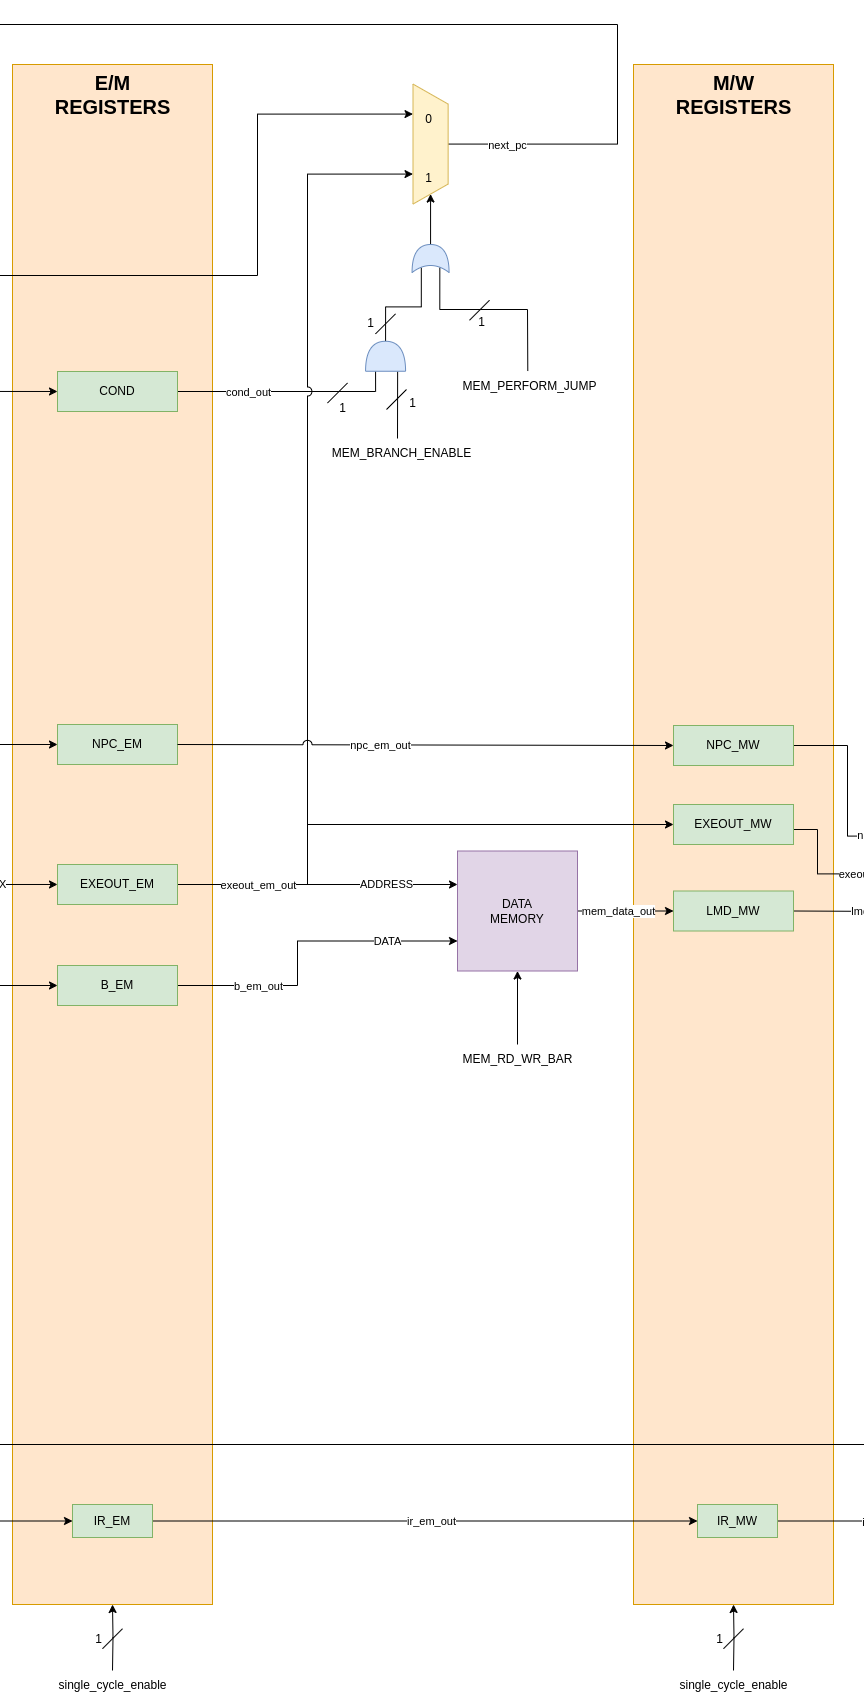 E/M
REGISTERS
M/W
REGISTERS
0
next_pc
1
1
1
COND
cond_out
1
1
MEM_PERFORM_JUMP
MEM_BRANCH_ENABLE
NPC_EM
npc_em_out
NPC_MW
EXEOUT_MW
n
X
EXEOUT_EM
exeout_em_out
ADDRESS
DATA
MEMORY
exeou
mem_data_out
LMD_MW
lm
DATA
B_EM
b_em_out
MEM_RD_WR_BAR
IR_EM
ir_em_out
IR_MW
i
1
1
single_cycle_enable
single_cycle_enable